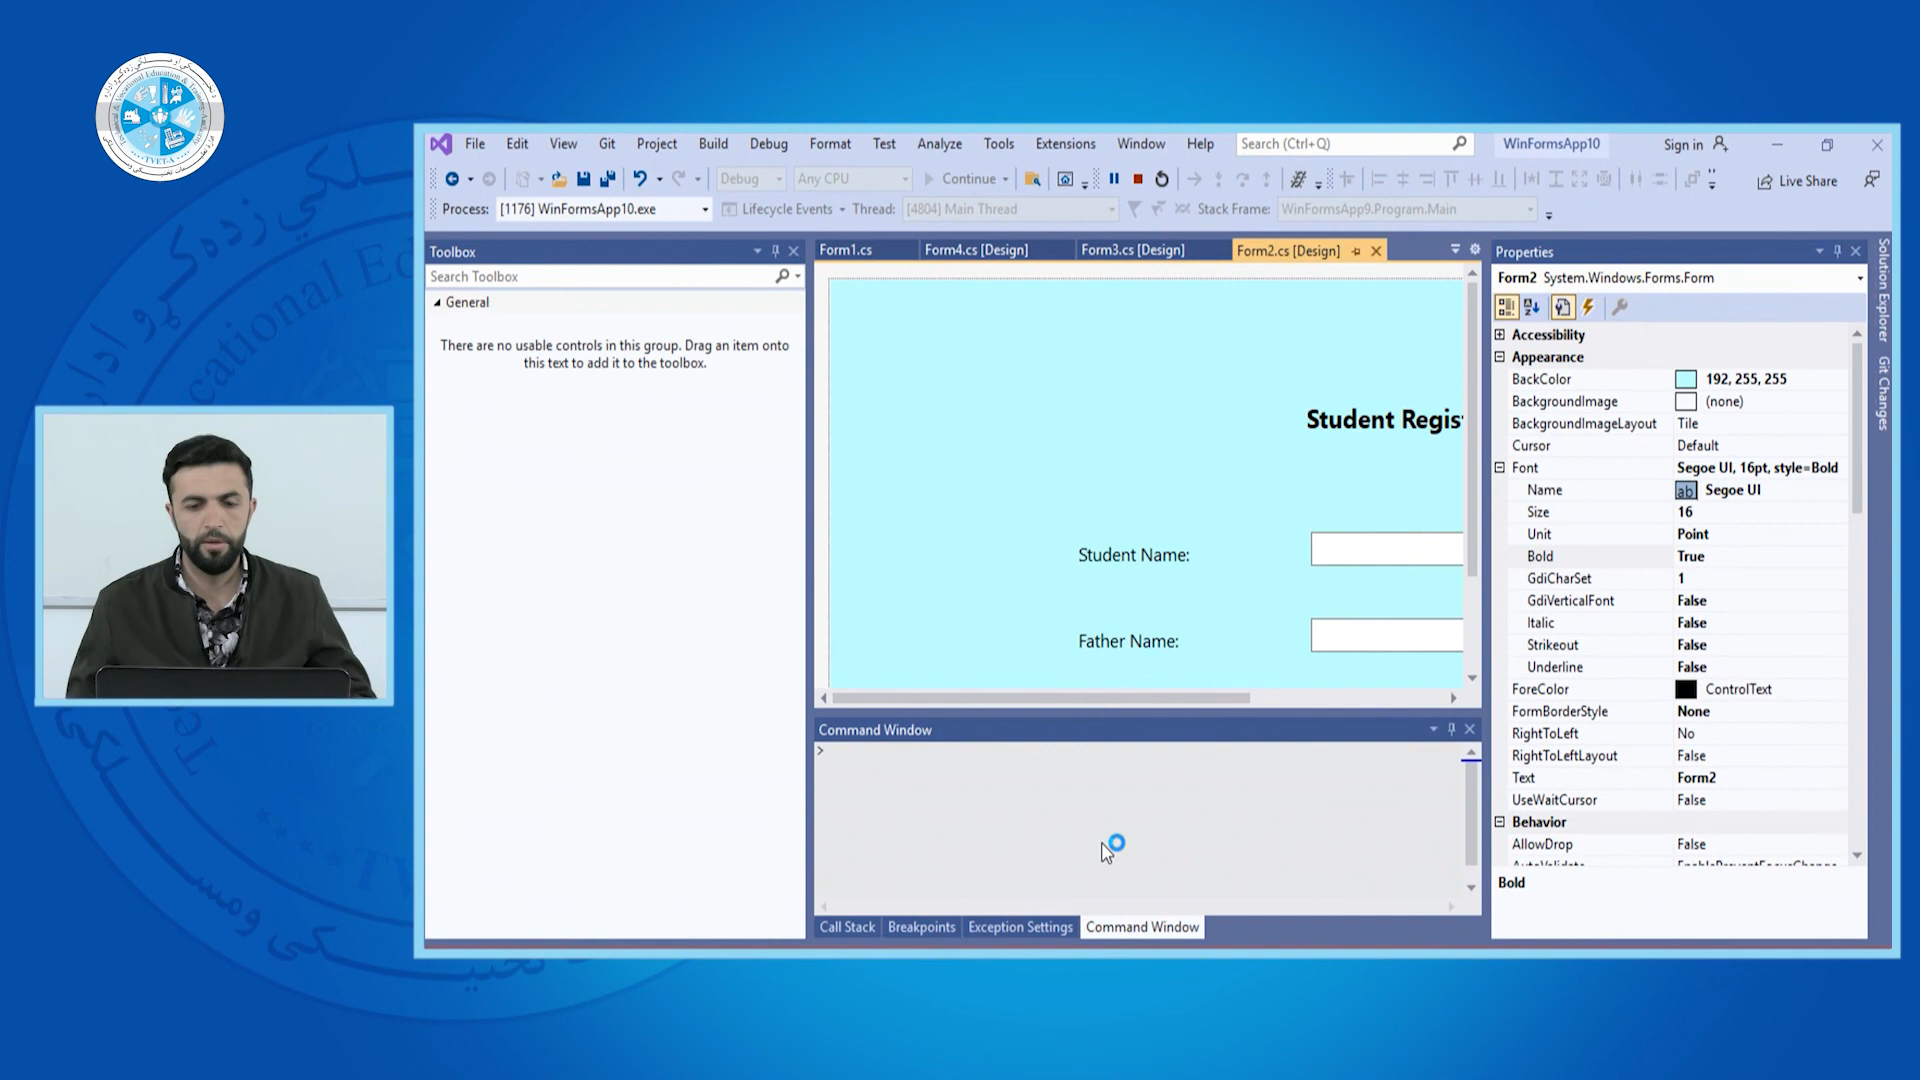 File Edit View Git Project Build Debug Format Test Analyze Tools Extensions Window Help Search (Ctrl+Q) WinFormsApp10 Sign in
Debug Any CPU Continue Live Share
Process: [1176] WinFormsApp10.exe Lifecycle Events Thread: [4804] Main Thread Stack Frame: WinFormsApp9.Program.Main
Toolbox
Search Toolbox
General
There are no usable controls in this group. Drag an item onto
this text to add it to the toolbox.
Form1.cs Form4.cs [Design] Form3.cs [Design] Form2.cs [Design]
Student Regis
Student Name:
Father Name:
Command Window
>
Call Stack Breakpoints Exception Settings Command Window
Properties
Form2 System.Windows.Forms.Form
Accessibility
Appearance
BackColor 192, 255, 255
BackgroundImage (none)
BackgroundImageLayout Tile
Cursor Default
Font Segoe UI, 16pt, style=Bold
Name ab Segoe UI
Size 16
Unit Point
Bold True
GdiCharSet 1
GdiVerticalFont False
Italic False
Strikeout False
Underline False
ForeColor ControlText
FormBorderStyle None
RightToLeft No
RightToLeftLayout False
Text Form2
UseWaitCursor False
Behavior
AllowDrop False
Bold
Solution Explorer
Git Changes
TVET-A